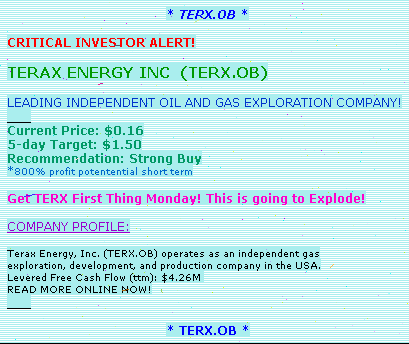 * TERX.OB *
CRITICAL INVESTOR ALERT!
TERAX ENERGY INC (TERX.OB)
LEADING INDEPENDENT OIL AND GAS EXPLORATION COMPANY!
Current Price: $0.16
5-day Target: $1.50
Recommendation: Strong Buy
*800% profit potentential short term
Get TERX First Thing Monday! This is going to Explode!
COMPANY PROFILE:
Terax Energy, Inc. (TERX.OB) operates as an independent gas
exploration, development, and production company in the USA.
Levered Free Cash Flow (ttm): $4.26M
READ MORE ONLINE NOW!
* TERX.OB *